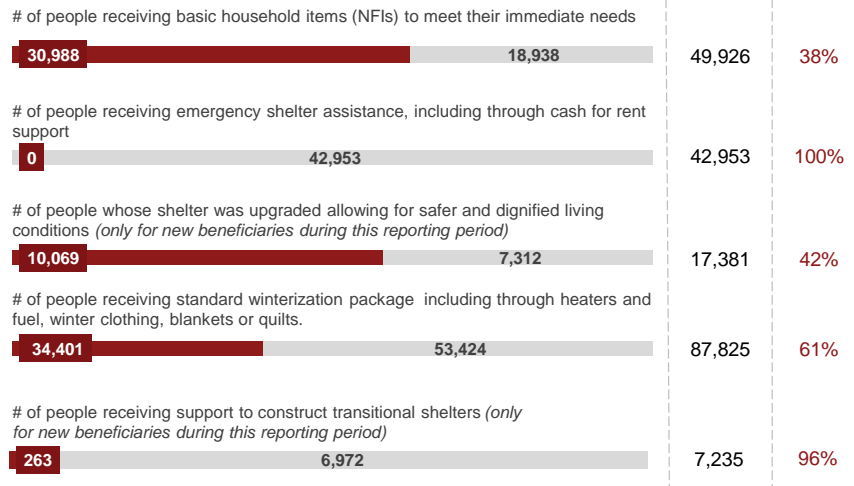 # of people receiving basic household items (NFIs) to meet their immediate needs
30,988 18,938 49,926 38%
# of people receiving emergency shelter assistance, including through cash for rent
support
0 42,953 42,953 100%
# of people whose shelter was upgraded allowing for safer and dignified living
conditions (only for new beneficiaries during this reporting period)
10,069 7,312 17,381 42%
# of people receiving standard winterization package including through heaters and
fuel, winter clothing, blankets or quilts.
34,401 53,424 87,825 61%
# of people receiving support to construct transitional shelters (only
for new beneficiaries during this reporting period)
263 6,972 7,235 96%